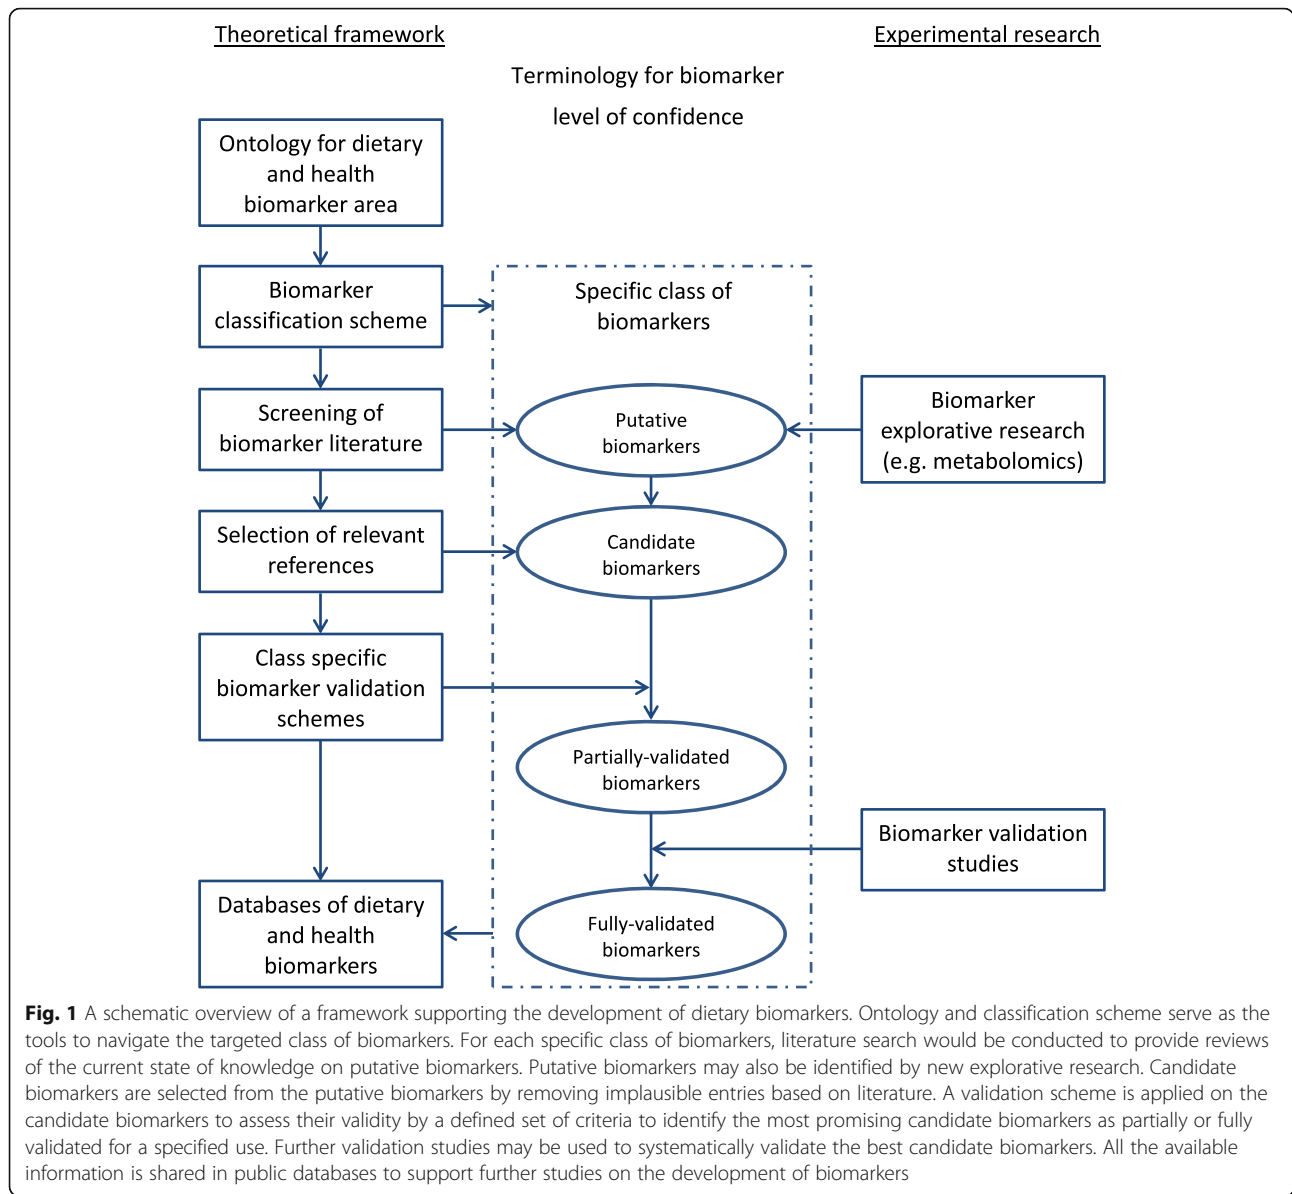 Theoretical framework
Experimental research
Terminology for biomarker
level of confidence
Ontology for dietary
and health
biomarker area
Biomarker
classification scheme
Specific class of
biomarkers
Screening of
biomarker literature
Putative
biomarkers
Biomarker
explorative research
(e.g. metabolomics)
Selection of relevant
references
Candidate
biomarkers
Class specific
biomarker validation
schemes
Partially-validated
biomarkers
Biomarker validation
studies
Databases of dietary
and health
biomarkers
Fully-validated
biomarkers
Fig. 1 A schematic overview of a framework supporting the development of dietary biomarkers. Ontology and classification scheme serve as the
tools to navigate the targeted class of biomarkers. For each specific class of biomarkers, literature search would be conducted to provide reviews
of the current state of knowledge on putative biomarkers. Putative biomarkers may also be identified by new explorative research. Candidate
biomarkers are selected from the putative biomarkers by removing implausible entries based on literature. A validation scheme is applied on the
candidate biomarkers to assess their validity by a defined set of criteria to identify the most promising candidate biomarkers as partially or fully
validated for a specified use. Further validation studies may be used to systematically validate the best candidate biomarkers. All the available
information is shared in public databases to support further studies on the development of biomarkers